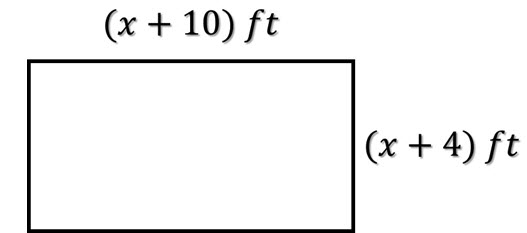 (x + 10) ft
(x + 4) ft